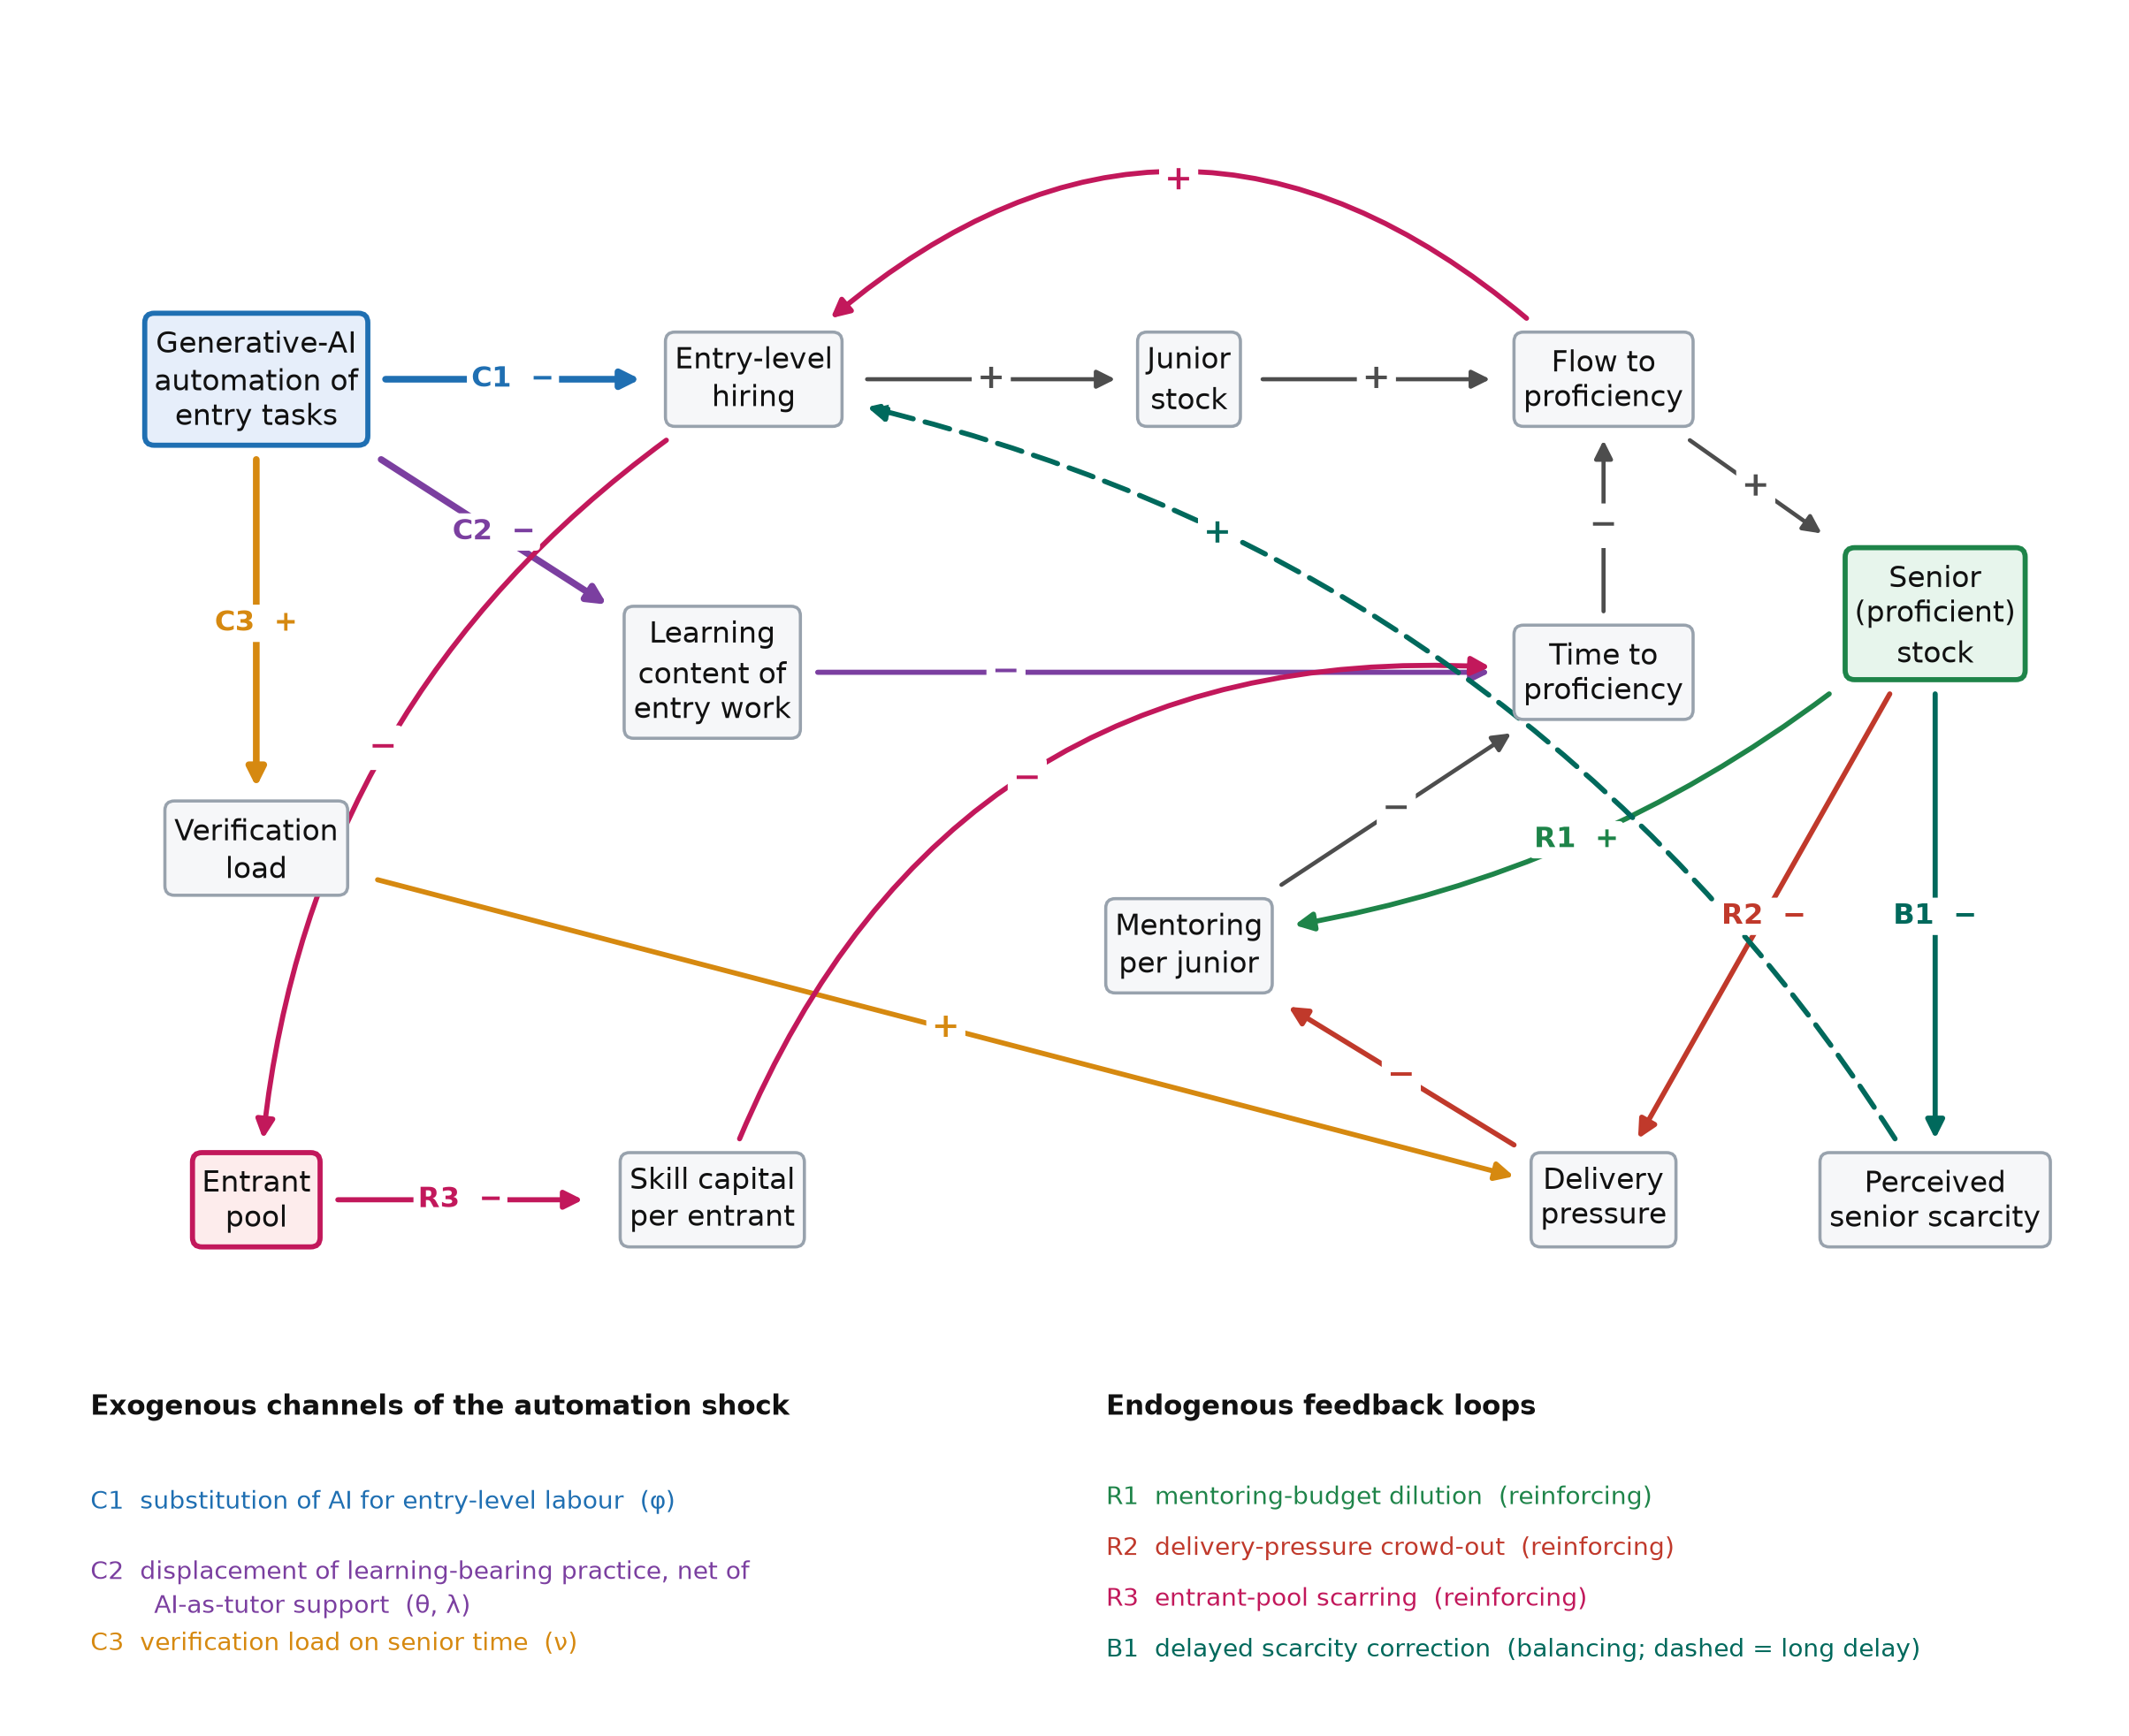 +
Generative-AI
automation of
entry tasks
C1 −
Entry-level
hiring
+
Junior
stock
+
Flow to
proficiency
+
C2 −
+
−
Senior
(proficient)
stock
C3 +
Learning
content of
entry work
−
Time to
proficiency
−
−
−
Verification
load
R1 +
Mentoring
per junior
R2 −
B1 −
+
−
Entrant
pool
R3 −
Skill capital
per entrant
Delivery
pressure
Perceived
senior scarcity
Exogenous channels of the automation shock
C1 substitution of AI for entry-level labour (φ)
C2 displacement of learning-bearing practice, net of
AI-as-tutor support (θ, λ)
C3 verification load on senior time (ν)
Endogenous feedback loops
R1 mentoring-budget dilution (reinforcing)
R2 delivery-pressure crowd-out (reinforcing)
R3 entrant-pool scarring (reinforcing)
B1 delayed scarcity correction (balancing; dashed = long delay)